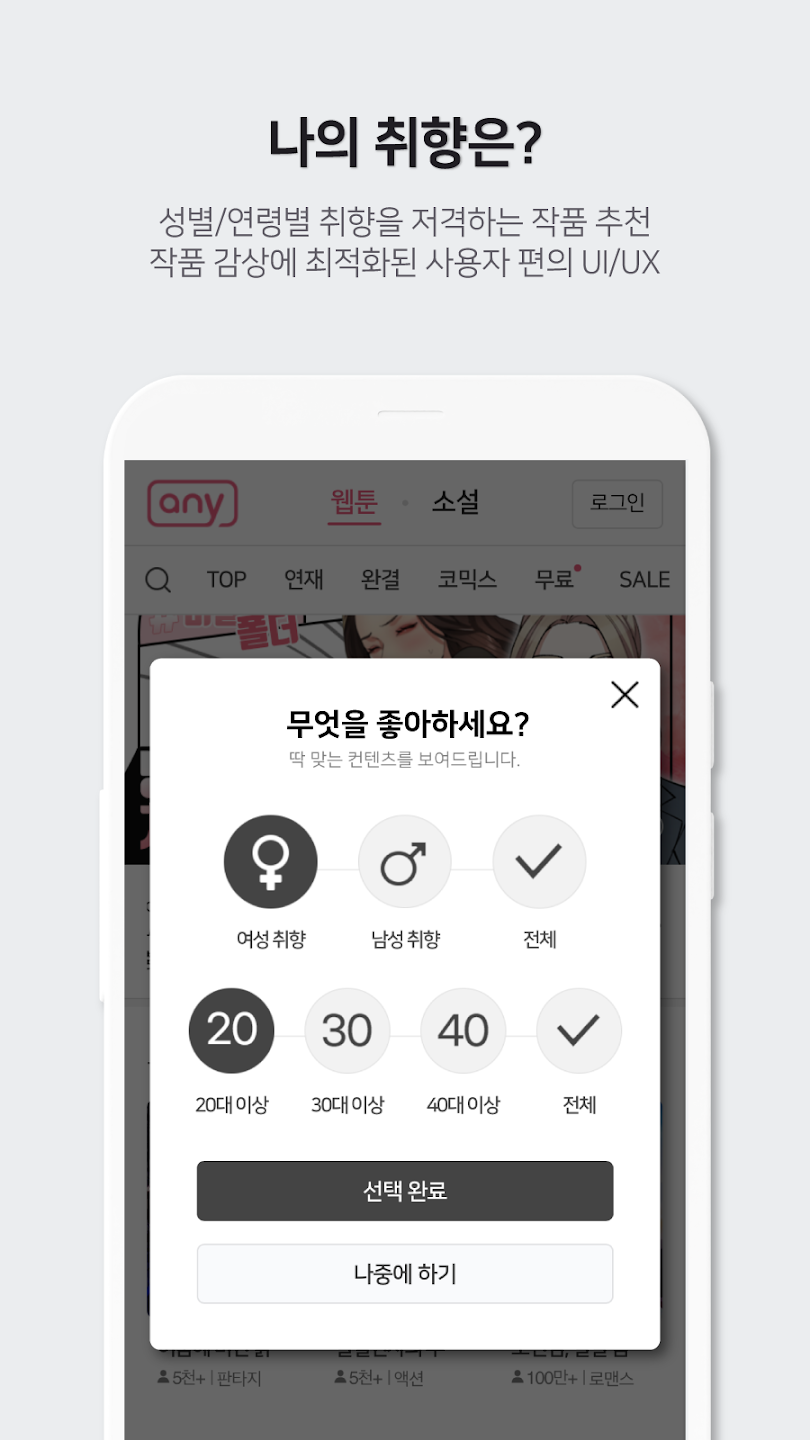 나의 취향은?
성별/연령별 취향을 저격하는 작품 추천
작품 감상에 최적화된 사용자 편의 UI/UX
any
웹툰 • 소설
로그인
TOP 연재 완결 코믹스 무료 SALE
폴더
무엇을 좋아하세요?
딱 맞는 컨텐츠를 보여드립니다.
여성 취향 남성 취향 전체
20 30 40
20대 이상 30대 이상 40대 이상 전체
선택 완료
나중에 하기
5천+ | 판타지 5천+ | 액션 100만+ | 로맨스